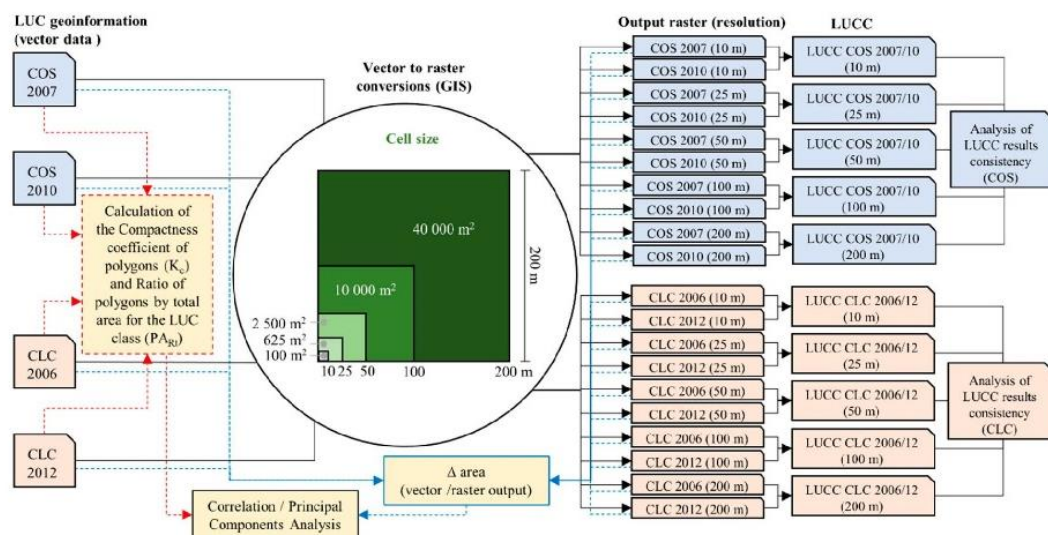 LUC geoinformation
(vector data )
COS
2007
COS
2010
Calculation of
the Compactness
coefficient of
polygons (Kc)
and Ratio of
polygons by total
area for the LUC
class (PARt)
CLC
2006
CLC
2012
Vector to raster
conversions (GIS)
Cell size
40 000 m²
10 000 m²
2 500 m²
625 m²
100 m²
200 m
10 25 50 100 200 m
Δ area
(vector /raster output)
Correlation / Principal
Components Analysis
Output raster (resolution)
COS 2007 (10 m)
COS 2010 (10 m)
COS 2007 (25 m)
COS 2010 (25 m)
COS 2007 (50 m)
COS 2010 (50 m)
COS 2007 (100 m)
COS 2010 (100 m)
COS 2007 (200 m)
COS 2010 (200 m)
CLC 2006 (10 m)
CLC 2012 (10 m)
CLC 2006 (25 m)
CLC 2012 (25 m)
CLC 2006 (50 m)
CLC 2012 (50 m)
CLC 2006 (100 m)
CLC 2012 (100 m)
CLC 2006 (200 m)
CLC 2012 (200 m)
LUCC
LUCC COS 2007/10
(10 m)
LUCC COS 2007/10
(25 m)
LUCC COS 2007/10
(50 m)
LUCC COS 2007/10
(100 m)
LUCC COS 2007/10
(200 m)
LUCC CLC 2006/12
(10 m)
LUCC CLC 2006/12
(25 m)
LUCC CLC 2006/12
(50 m)
LUCC CLC 2006/12
(100 m)
LUCC CLC 2006/12
(200 m)
Analysis of
LUCC results
consistency
(COS)
Analysis of
LUCC results
consistency
(CLC)